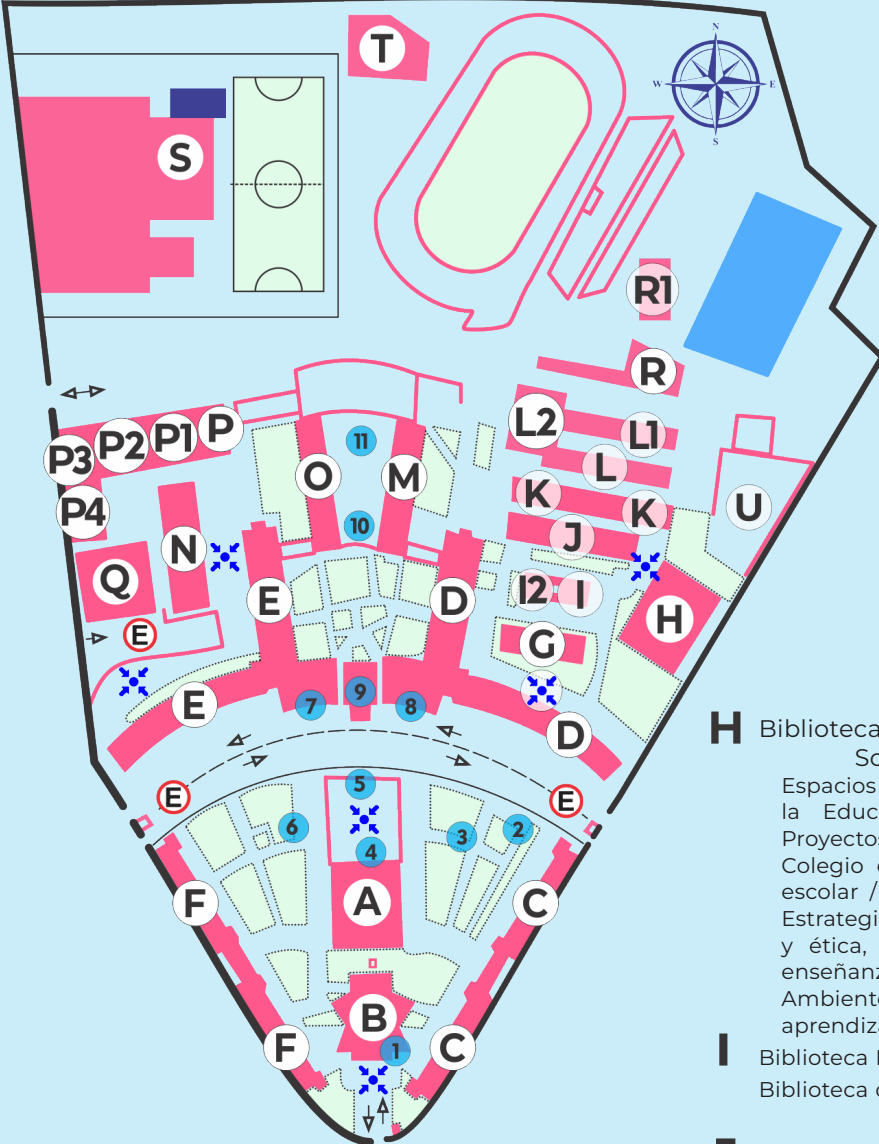 N
T
W E
S
S
R1
R
P3 P2 P1 P
L2
L1
11
L
O
M
K
P4
K
10
J
N
U
Q
E
D
I2 I
H
E
G
9
E
7
8
D
H Biblioteca
So
Espacios
la Educ
Proyectos
Colegio
escolar /
Estrategi
y ética,
enseñanz
Ambiente
aprendiza
I
Biblioteca
Biblioteca
E
E
5
6
3
2
4
F
A
C
B
F
C
1